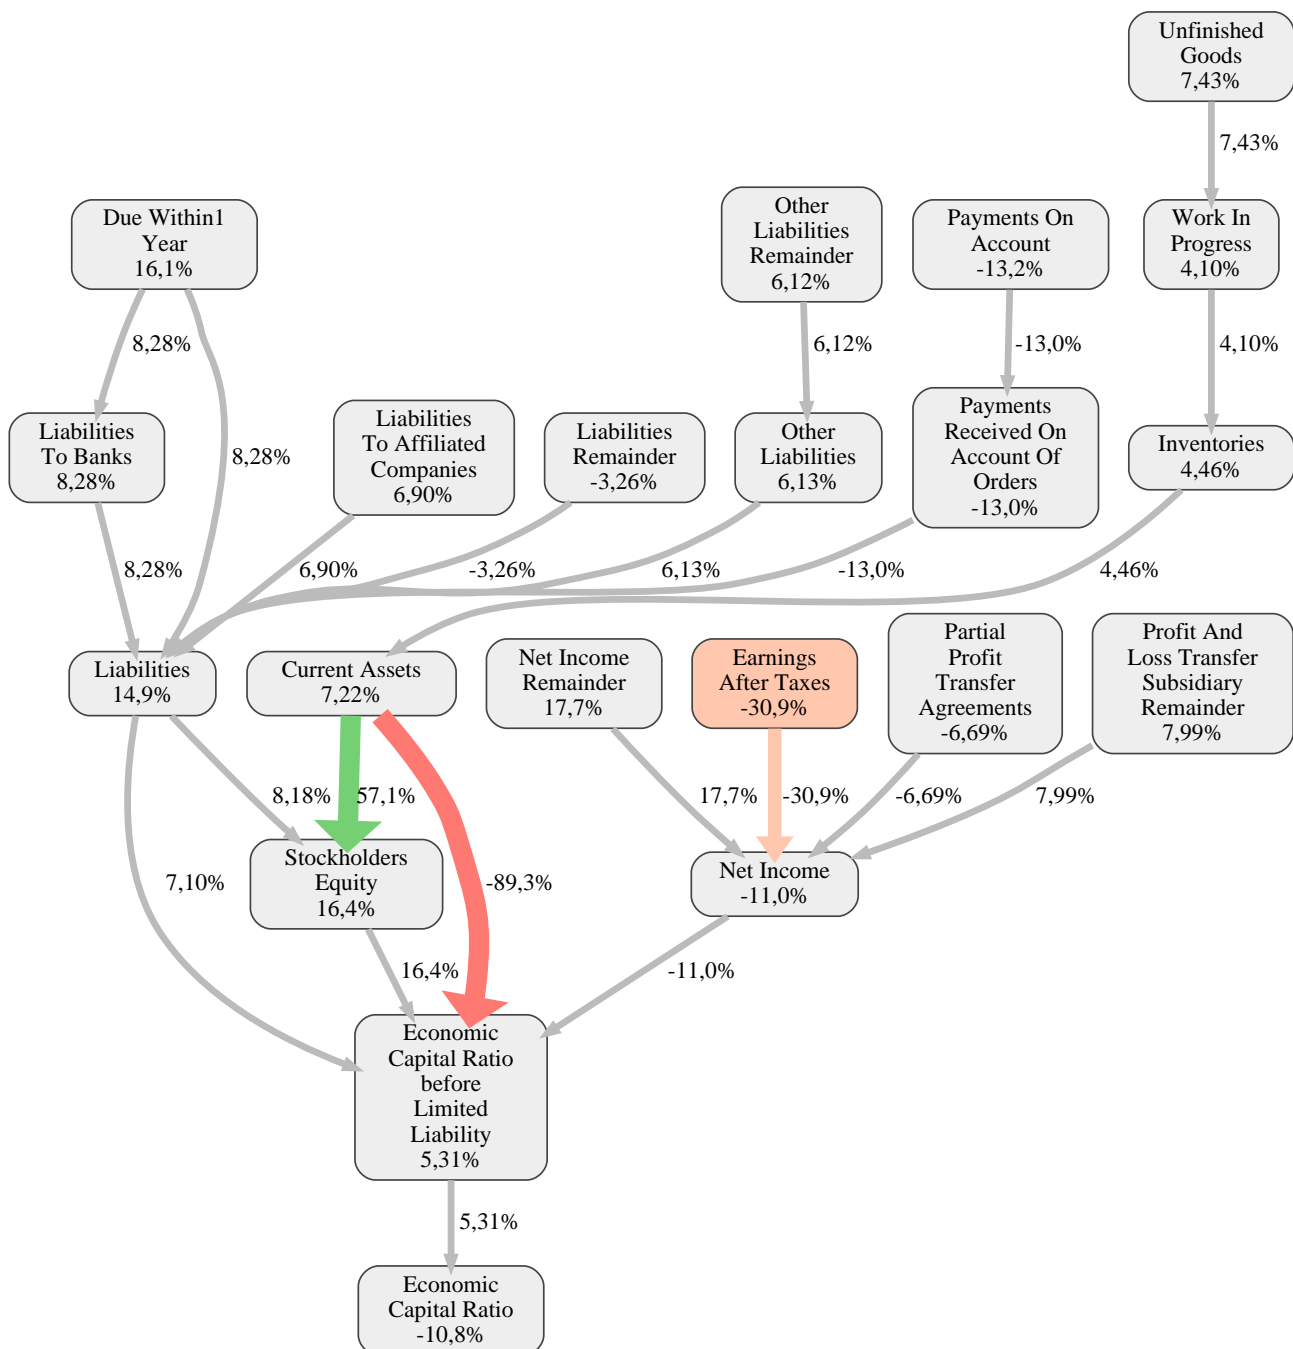 Unfinished
Goods
7,43%
7,43%
Due Within1
Year
16,1%
Other
Liabilities
Remainder
6,12%
Payments On
Account
-13,2%
Work In
Progress
4,10%
8,28%
6,12%
-13,0%
4,10%
Liabilities
To Banks
8,28%
8,28%
Liabilities
To Affiliated
Companies
6,90%
Liabilities
Remainder
-3,26%
Other
Liabilities
6,13%
Payments
Received On
Account Of
Orders
-13,0%
Inventories
4,46%
8,28%
6,90%
-3,26%
6,13%
-13,0%
4,46%
Liabilities
14,9%
Current Assets
7,22%
Net Income
Remainder
17,7%
Earnings
After Taxes
-30,9%
Partial
Profit
Transfer
Agreements
-6,69%
Profit And
Loss Transfer
Subsidiary
Remainder
7,99%
8,18%
57,1%
17,7%
-30,9%
-6,69%
7,99%
7,10%
Stockholders
Equity
16,4%
-89,3%
Net Income
-11,0%
16,4%
-11,0%
Economic
Capital Ratio
before
Limited
Liability
5,31%
5,31%
Economic
Capital Ratio
-10,8%